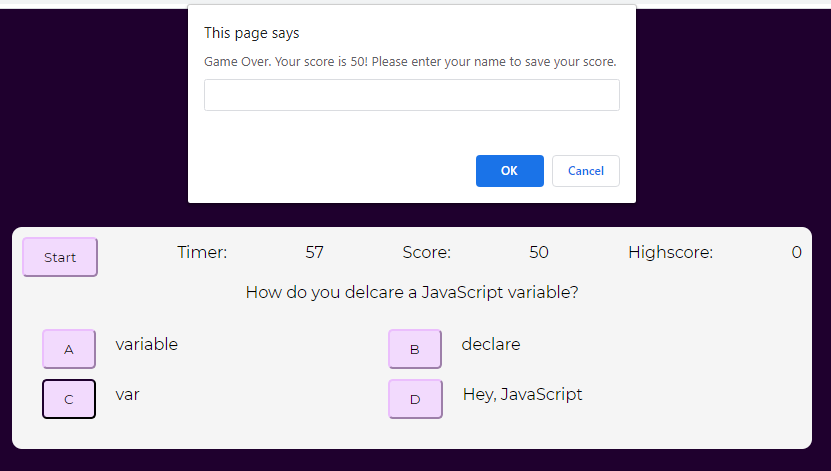 This page says
Game Over. Your score is 50! Please enter your name to save your score.
OK Cancel
Start Timer: 57 Score: 50 Highscore: 0
How do you delcare a JavaScript variable?
A variable B declare
C var D Hey, JavaScript